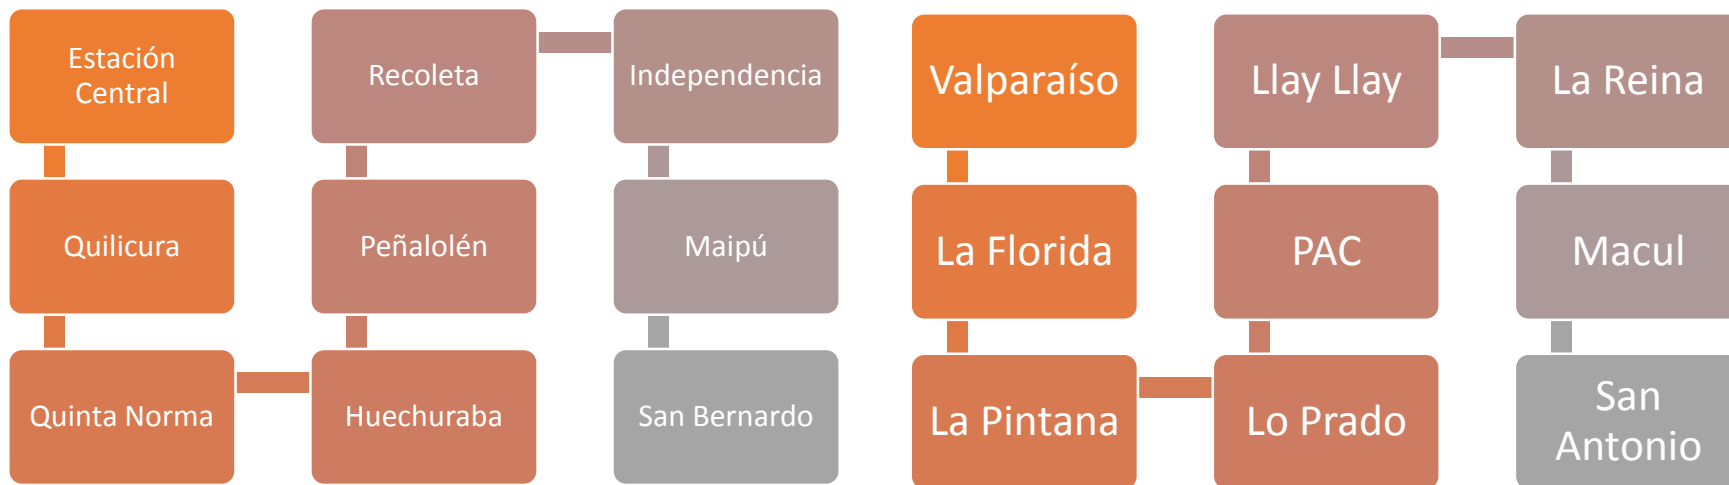 Estación
Central
Quilicura
Quinta Norma
Huechuraba
Peñalolén
Recoleta
Independencia
Maipú
San Bernardo
Valparaíso
La Florida
La Pintana
Lo Prado
PAC
Llay Llay
La Reina
Macul
San
Antonio